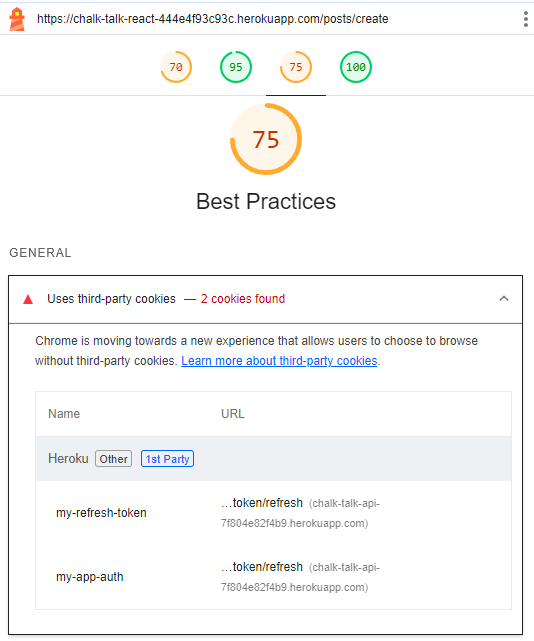 https://chalk-talk-react-444e4f93c93c.herokuapp.com/posts/create
70 95 75 100
75
Best Practices
GENERAL
Uses third-party cookies — 2 cookies found
Chrome is moving towards a new experience that allows users to choose to browse
without third-party cookies. Learn more about third-party cookies.
Name URL
Heroku Other 1st Party
my-refresh-token …token/refresh (chalk-talk-api-
7f804e82f4b9.herokuapp.com)
my-app-auth …token/refresh (chalk-talk-api-
7f804e82f4b9.herokuapp.com)